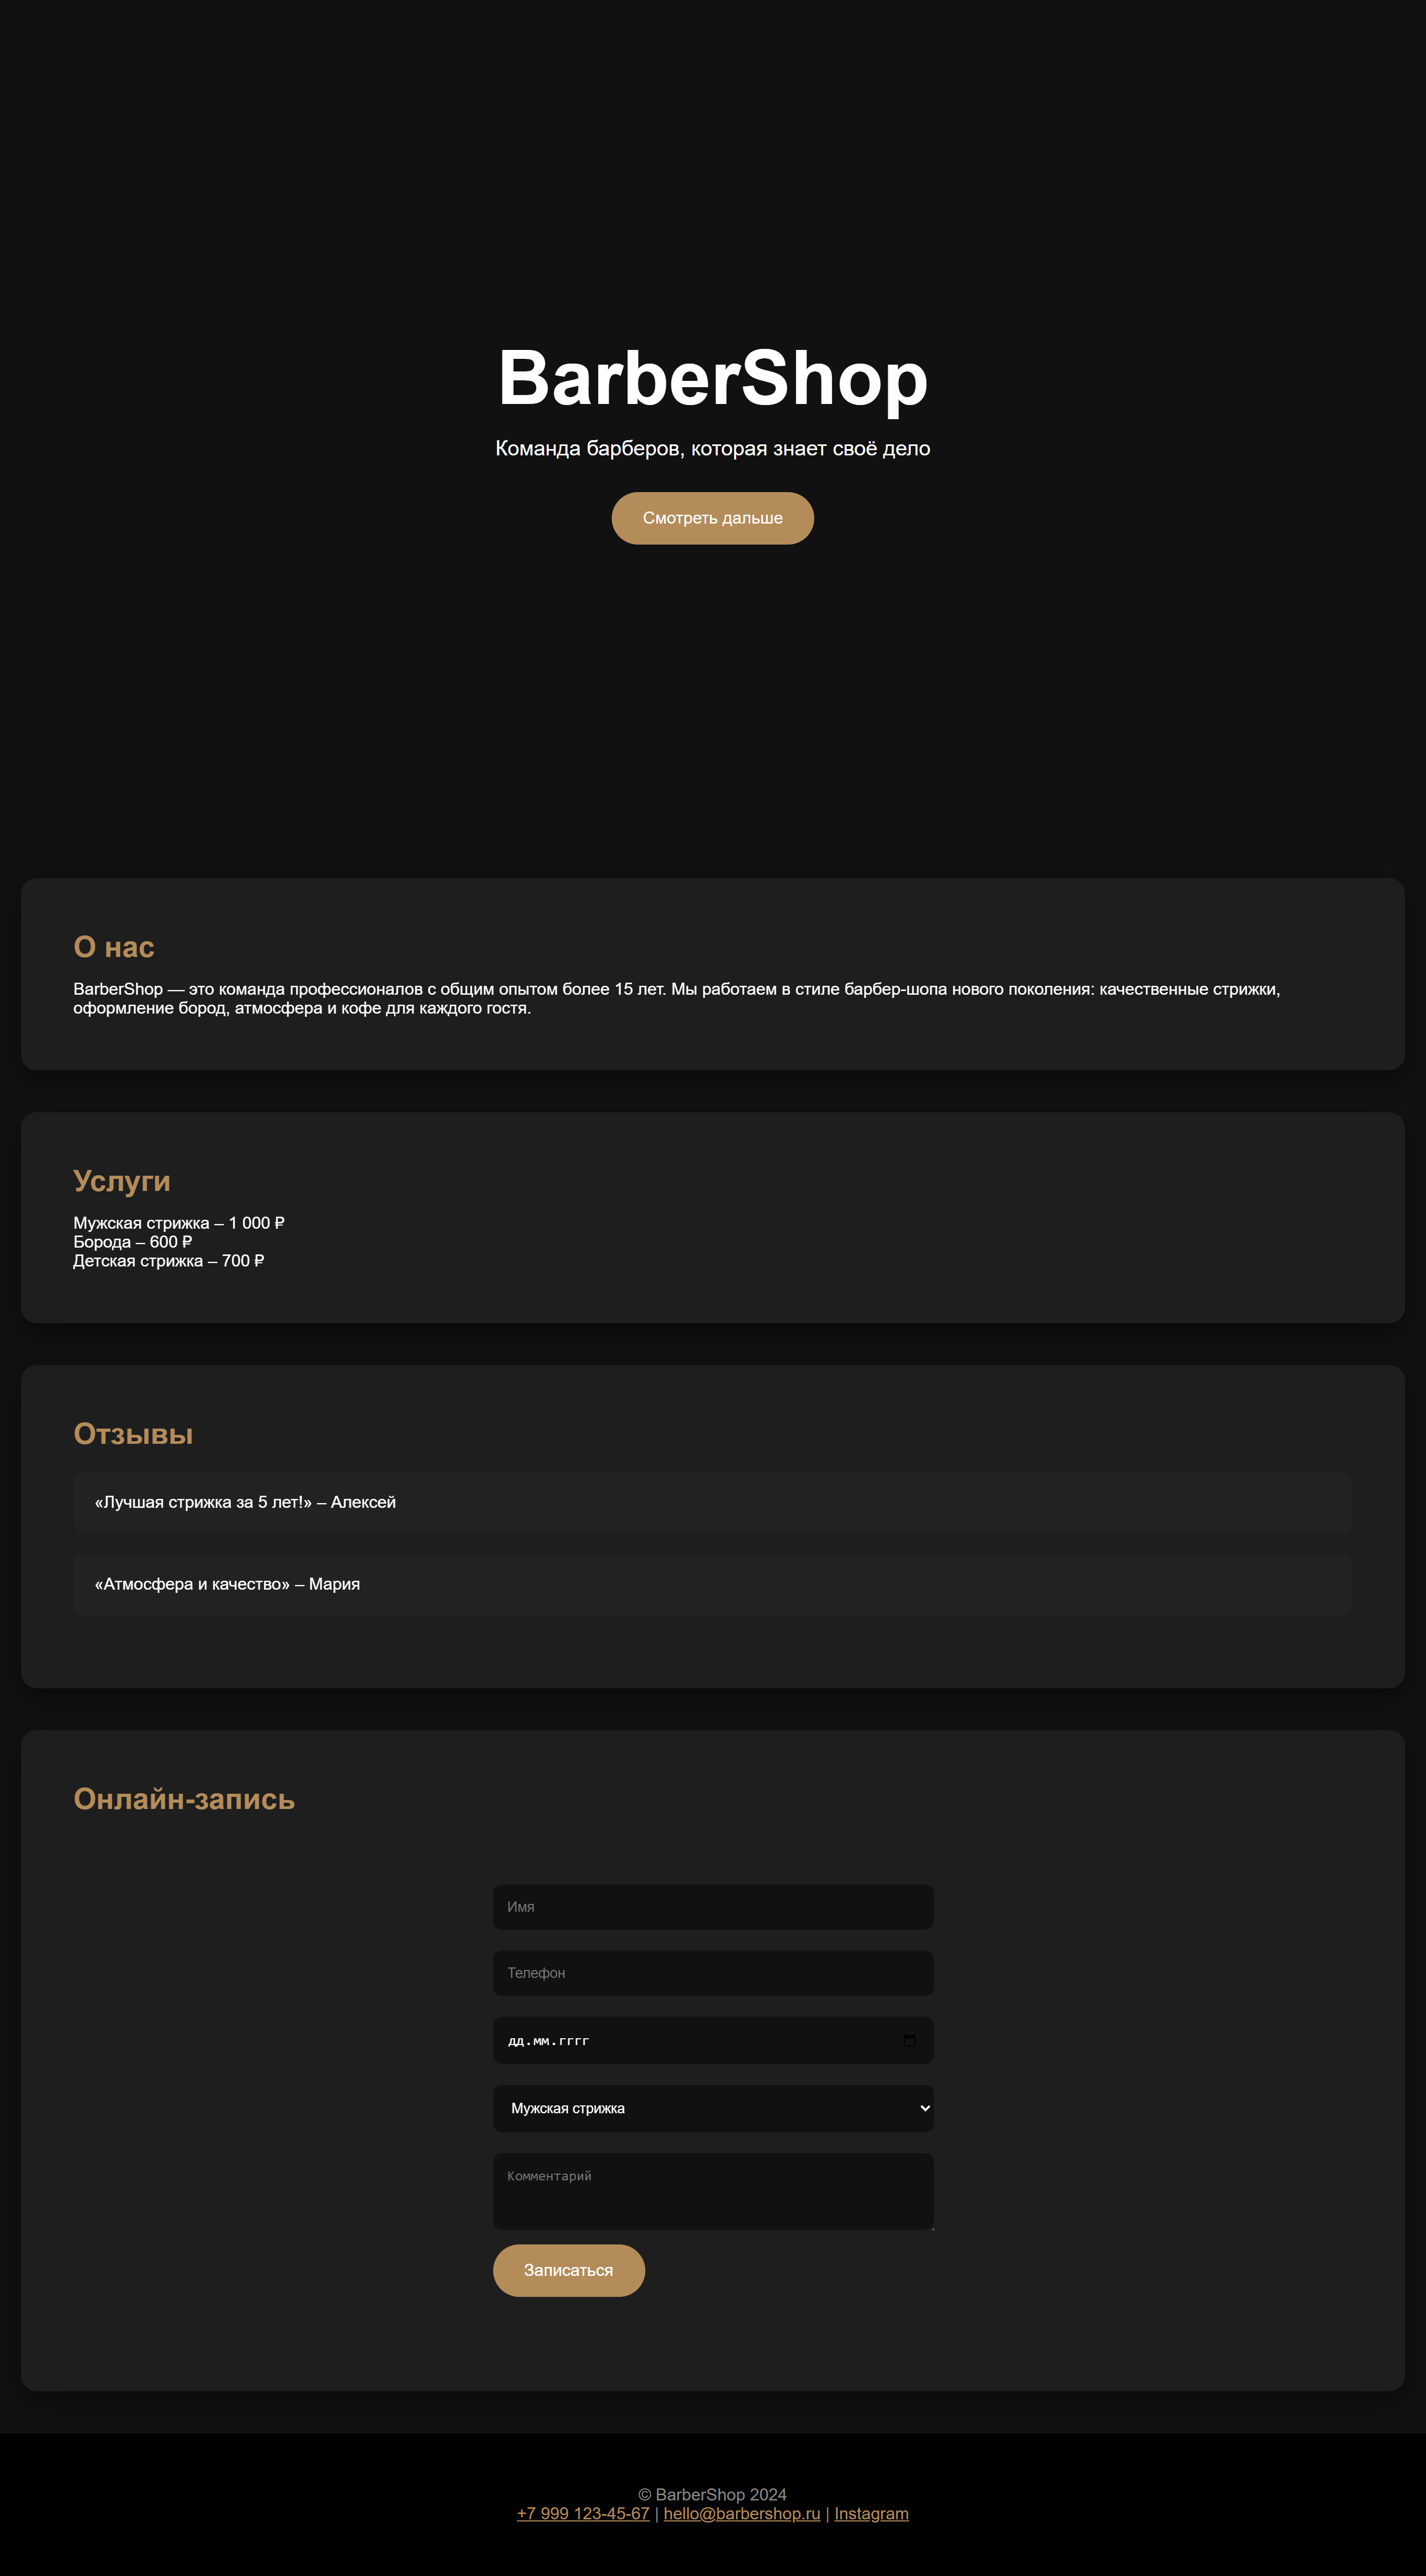 BarberShop
Команда барберов, которая знает своё дело
Смотреть дальше
О нас
BarberShop — это команда профессионалов с общим опытом более 15 лет. Мы работаем в стиле барбер-шопа нового поколения: качественные стрижки,
оформление бород, атмосфера и кофе для каждого гостя.
Услуги
Мужская стрижка – 1 000 ₽
Борода – 600 ₽
Детская стрижка – 700 ₽
Отзывы
«Лучшая стрижка за 5 лет!» – Алексей
«Атмосфера и качество» – Мария
Онлайн-запись
Имя
Телефон
дд.мм.гггг
Мужская стрижка
Комментарий
Записаться
© BarberShop 2024
+7 999 123-45-67 | hello@barbershop.ru | Instagram